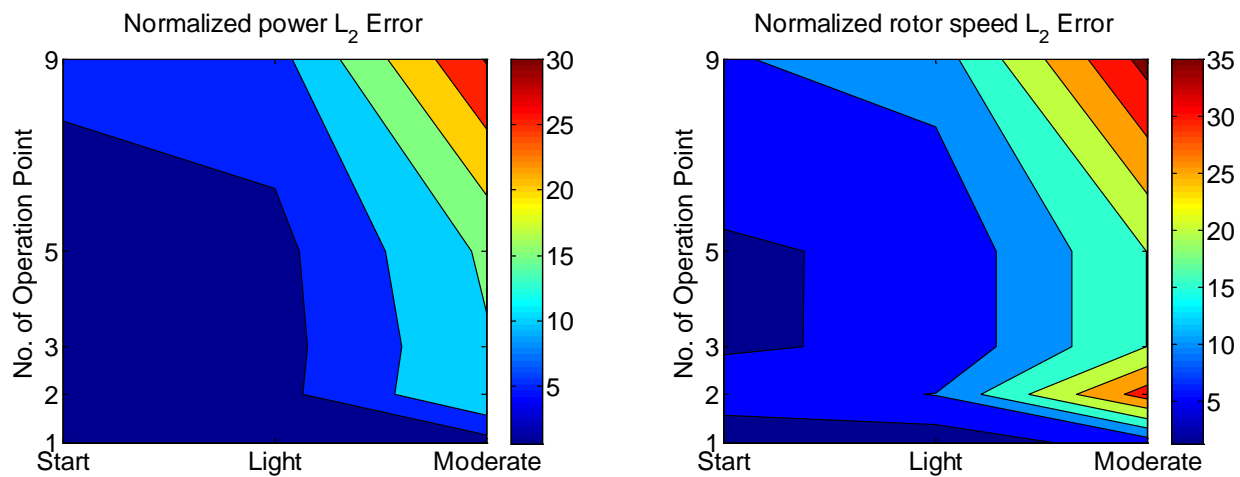 Normalized power L2 Error
No. of Operation Point
9
5
3
2
1
Start
Light
Moderate
30
25
20
15
10
5
Normalized rotor speed L2 Error
No. of Operation Point
9
5
3
2
1
Start
Light
Moderate
35
30
25
20
15
10
5